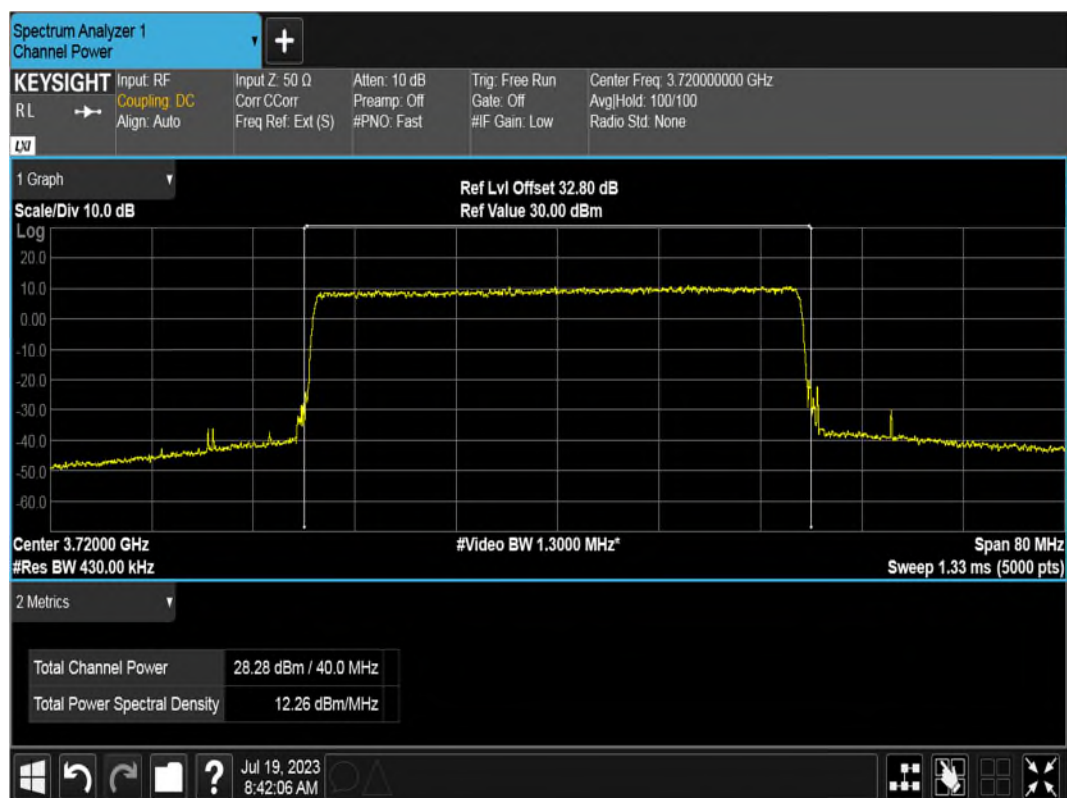 Spectrum Analyzer 1
Channel Power
KEYSIGHT
RL
LXI
Input: RF
Coupling: DC
Align: Auto
Input Z: 50 Ω
Corr CCorr
Freq Ref: Ext (S)
Atten: 10 dB
Preamp: Off
#PNO: Fast
Trig: Free Run
Gate: Off
#IF Gain: Low
Center Freq: 3.720000000 GHz
Avg|Hold: 100/100
Radio Std: None
1 Graph
Scale/Div 10.0 dB
Ref Lvl Offset 32.80 dB
Ref Value 30.00 dBm
Log
20.0
10.0
0.00
-10.0
-20.0
-30.0
-40.0
-50.0
-60.0
Center 3.72000 GHz
#Video BW 1.3000 MHz*
Span 80 MHz
#Res BW 430.00 kHz
Sweep 1.33 ms (5000 pts)
2 Metrics
Total Channel Power 28.28 dBm / 40.0 MHz
Total Power Spectral Density 12.26 dBm/MHz
?
Jul 19, 2023
8:42:06 AM